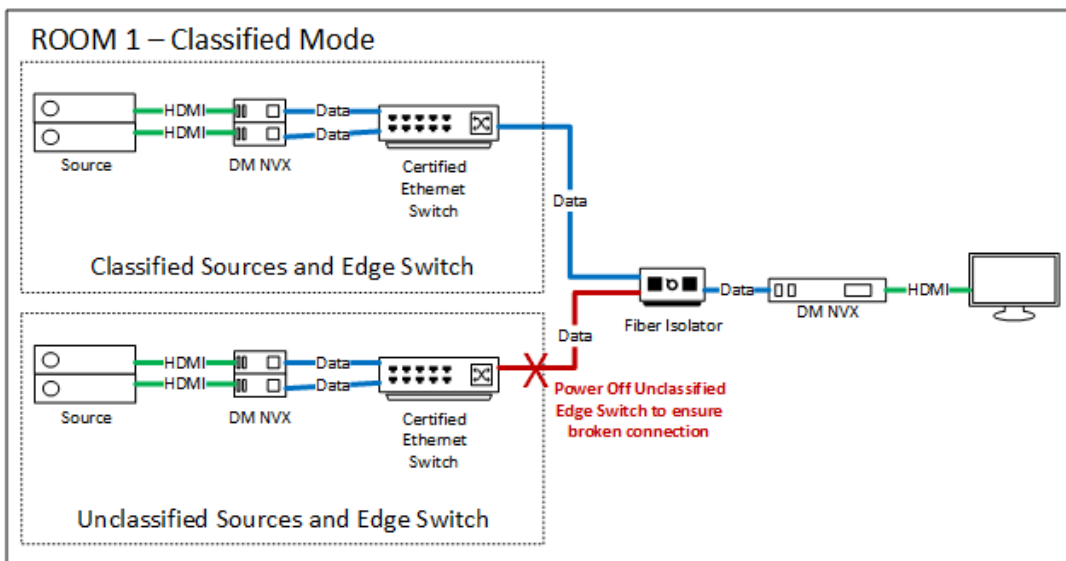 ROOM 1 – Classified Mode
HDMI
Data
HDMI
Data
Source
DM NVX
Certified
Ethernet
Switch
Data
Classified Sources and Edge Switch
Data
HDMI
Fiber Isolator
DM NVX
Data
HDMI
Data
HDMI
Data
Source
DM NVX
Certified
Ethernet
Switch
Power Off Unclassified
Edge Switch to ensure
broken connection
Unclassified Sources and Edge Switch